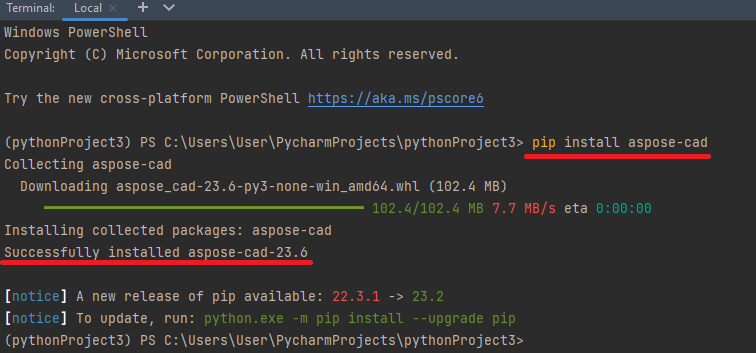 Terminal: Local × + ⌄
Windows PowerShell
Copyright (C) Microsoft Corporation. All rights reserved.
Try the new cross-platform PowerShell https://aka.ms/pscore6
(pythonProject3) PS C:\Users\User\PycharmProjects\pythonProject3> pip install aspose-cad
Collecting aspose-cad
Downloading aspose_cad-23.6-py3-none-win_amd64.whl (102.4 MB)
102.4/102.4 MB 7.7 MB/s eta 0:00:00
Installing collected packages: aspose-cad
Successfully installed aspose-cad-23.6
[notice] A new release of pip available: 22.3.1 -> 23.2
[notice] To update, run: python.exe -m pip install --upgrade pip
(pythonProject3) PS C:\Users\User\PycharmProjects\pythonProject3>